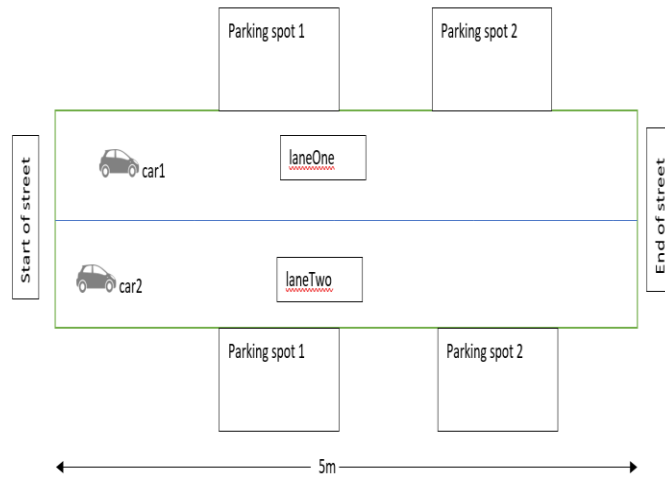 Parking spot 1
Parking spot 2
Start of street
car1
laneOne
End of street
car2
laneTwo
Parking spot 1
Parking spot 2
5m